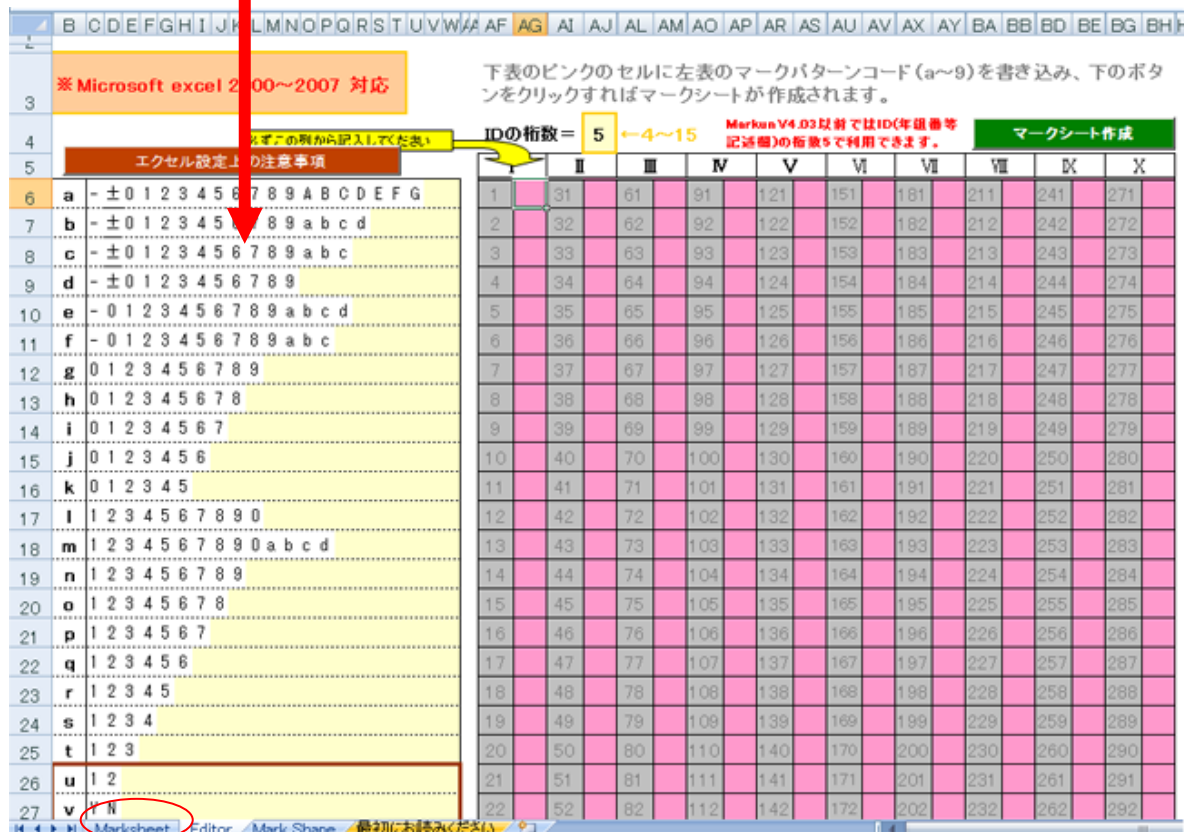 B C D E F G H I J K L M N O P Q R S T U V W AF AG AI AJ AL AM AO AP AR AS AU AV AX AY BA BB BD BE BG BH
3 ※Microsoft excel 2000～2007 対応
下表のピンクのセルに左表のマークパターンコード(a～9)を書き込み、下のボタ
ンをクリックすればマークシートが作成されます。
4 必ずこの列から記入してください IDの桁数＝ 5 ←4～15 Markun V4.03以前ではID(年組番等
記述欄)の桁数5で利用できます。 マークシート作成
5 エクセル設定上の注意事項 I II III IV V VI VII VIII IX X
6 a - ± 0 1 2 3 4 5 6 7 8 9 A B C D E F G 1 31 61 91 121 151 181 211 241 271
7 b - ± 0 1 2 3 4 5 6 7 8 9 a b c d 2 32 62 92 122 152 182 212 242 272
8 c - ± 0 1 2 3 4 5 6 7 8 9 a b c 3 33 63 93 123 153 183 213 243 273
9 d - ± 0 1 2 3 4 5 6 7 8 9 4 34 64 94 124 154 184 214 244 274
10 e - 0 1 2 3 4 5 6 7 8 9 a b c d 5 35 65 95 125 155 185 215 245 275
11 f - 0 1 2 3 4 5 6 7 8 9 a b c 6 36 66 96 126 156 186 216 246 276
12 g 0 1 2 3 4 5 6 7 8 9 7 37 67 97 127 157 187 217 247 277
13 h 0 1 2 3 4 5 6 7 8 8 38 68 98 128 158 188 218 248 278
14 i 0 1 2 3 4 5 6 7 9 39 69 99 129 159 189 219 249 279
15 j 0 1 2 3 4 5 6 10 40 70 100 130 160 190 220 250 280
16 k 0 1 2 3 4 5 11 41 71 101 131 161 191 221 251 281
17 l 1 2 3 4 5 6 7 8 9 0 12 42 72 102 132 162 192 222 252 282
18 m 1 2 3 4 5 6 7 8 9 0 a b c d 13 43 73 103 133 163 193 223 253 283
19 n 1 2 3 4 5 6 7 8 9 14 44 74 104 134 164 194 224 254 284
20 o 1 2 3 4 5 6 7 8 15 45 75 105 135 165 195 225 255 285
21 p 1 2 3 4 5 6 7 16 46 76 106 136 166 196 226 256 286
22 q 1 2 3 4 5 6 17 47 77 107 137 167 197 227 257 287
23 r 1 2 3 4 5 18 48 78 108 138 168 198 228 258 288
24 s 1 2 3 4 19 49 79 109 139 169 199 229 259 289
25 t 1 2 3 20 50 80 110 140 170 200 230 260 290
26 u 1 2 21 51 81 111 141 171 201 231 261 291
27 v Y N 22 52 82 112 142 172 202 232 262 292
Marksheet Editor Mark Shape 最初にお読みください